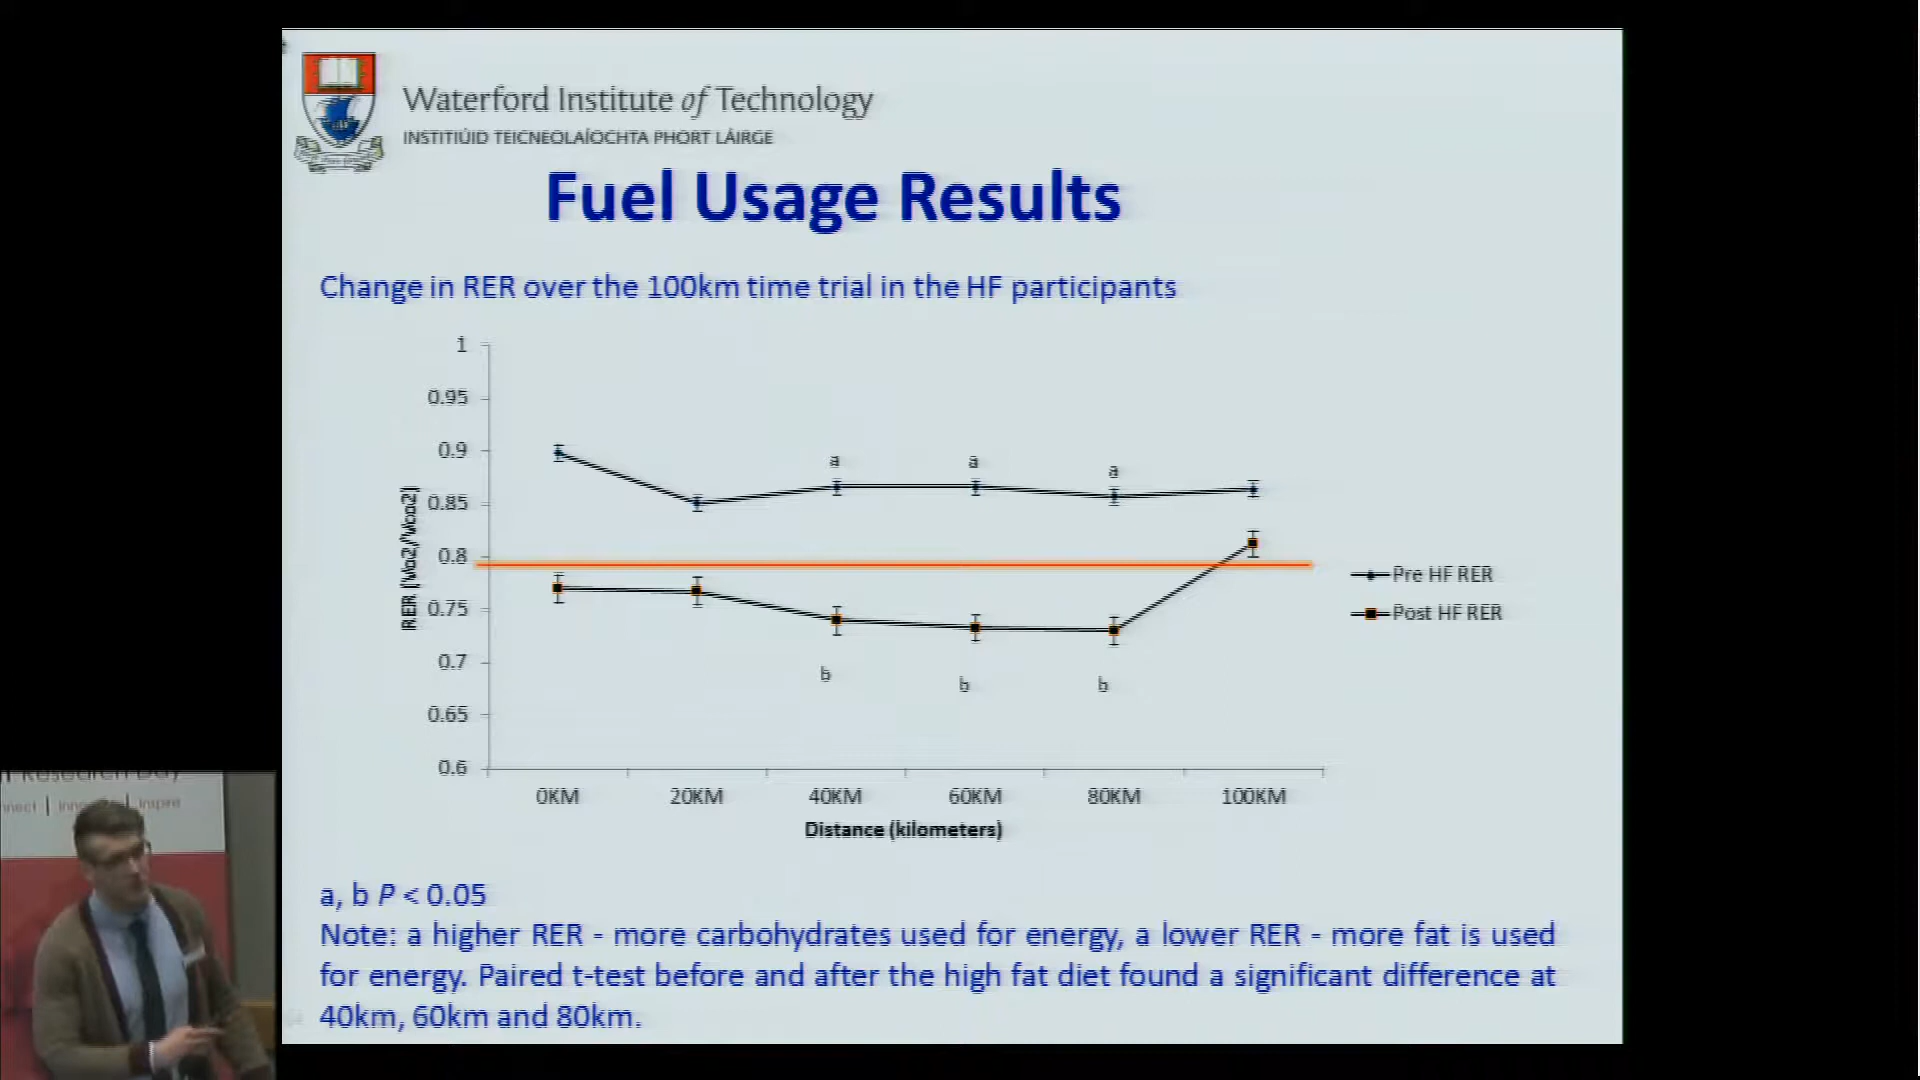 Waterford Institute of Technology
INSTITIÚID TEICNEOLAÍOCHTA PHORT LÁIRGE
Fuel Usage Results
Change in RER over the 100km time trial in the HF participants
1
0.95
0.9
0.85
0.8
0.75
0.7
0.65
0.6
a a a
b b b
Pre HF RER
Post HF RER
0KM 20KM 40KM 60KM 80KM 100KM
Distance (kilometers)
a, b P < 0.05
Note: a higher RER - more carbohydrates used for energy, a lower RER - more fat is used
for energy. Paired t-test before and after the high fat diet found a significant difference at
40km, 60km and 80km.
Research Day